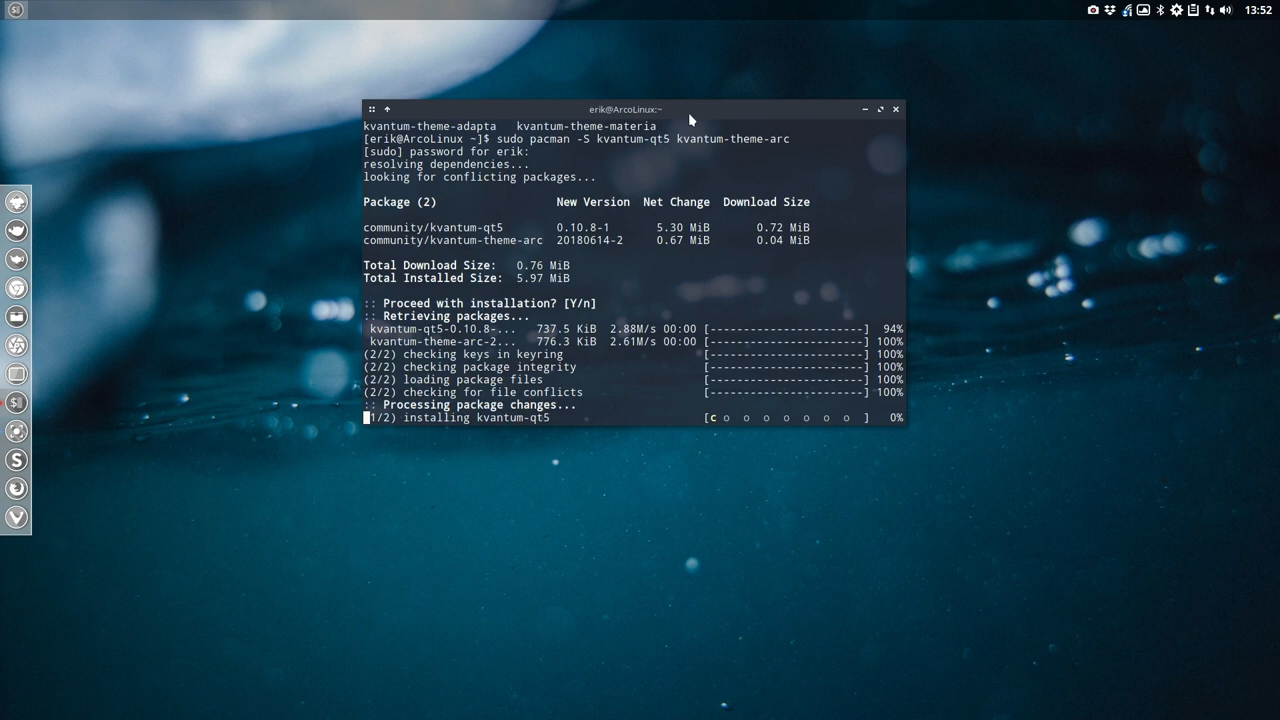 13:52
erik@ArcoLinux:~
kvantum-theme-adapta kvantum-theme-materia
[erik@ArcoLinux ~]$ sudo pacman -S kvantum-qt5 kvantum-theme-arc
[sudo] password for erik:
resolving dependencies...
looking for conflicting packages...
Package (2) New Version Net Change Download Size
community/kvantum-qt5 0.10.8-1 5.30 MiB 0.72 MiB
community/kvantum-theme-arc 20180614-2 0.67 MiB 0.04 MiB
Total Download Size: 0.76 MiB
Total Installed Size: 5.97 MiB
:: Proceed with installation? [Y/n]
:: Retrieving packages...
kvantum-qt5-0.10.8-... 737.5 KiB 2.88M/s 00:00 [-----------------------] 94%
kvantum-theme-arc-2... 776.3 KiB 2.61M/s 00:00 [-----------------------] 100%
(2/2) checking keys in keyring [-----------------------] 100%
(2/2) checking package integrity [-----------------------] 100%
(2/2) loading package files [-----------------------] 100%
(2/2) checking for file conflicts [-----------------------] 100%
:: Processing package changes...
1/2) installing kvantum-qt5 [c o o o o o o o ] 0%